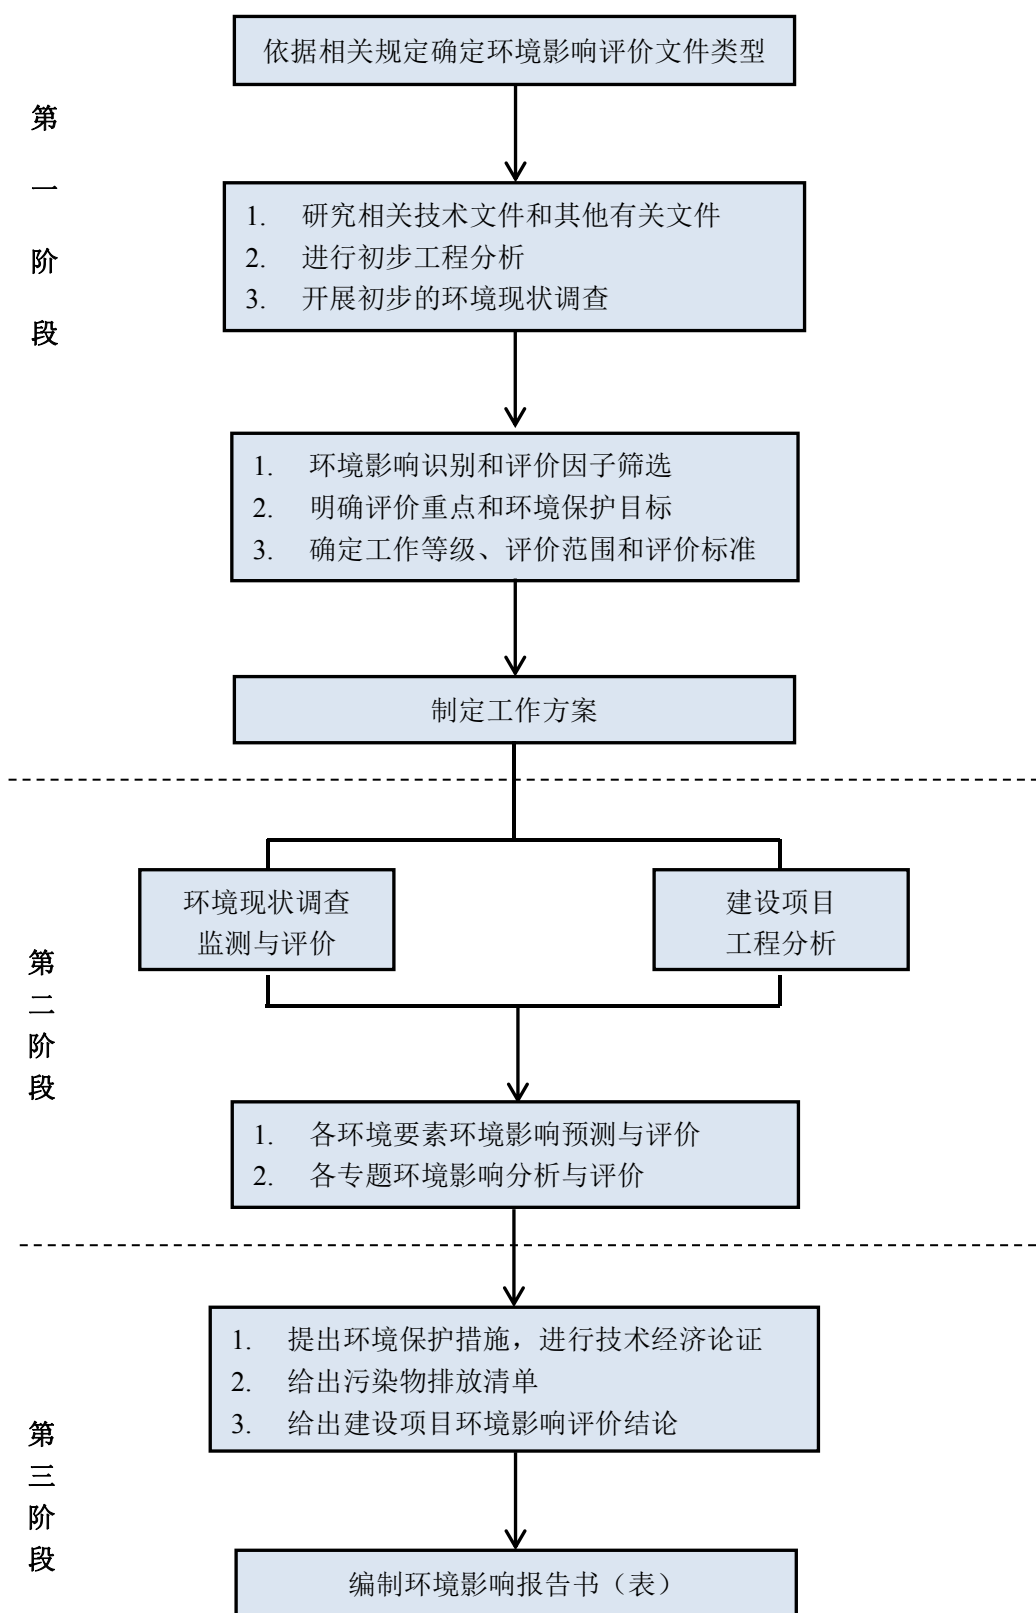 依据相关规定确定环境影响评价文件类型
第一阶段
1. 研究相关技术文件和其他有关文件
2. 进行初步工程分析
3. 开展初步的环境现状调查
1. 环境影响识别和评价因子筛选
2. 明确评价重点和环境保护目标
3. 确定工作等级、评价范围和评价标准
制定工作方案
第二阶段
环境现状调查
监测与评价
建设项目
工程分析
1. 各环境要素环境影响预测与评价
2. 各专题环境影响分析与评价
第三阶段
1. 提出环境保护措施，进行技术经济论证
2. 给出污染物排放清单
3. 给出建设项目环境影响评价结论
编制环境影响报告书（表）